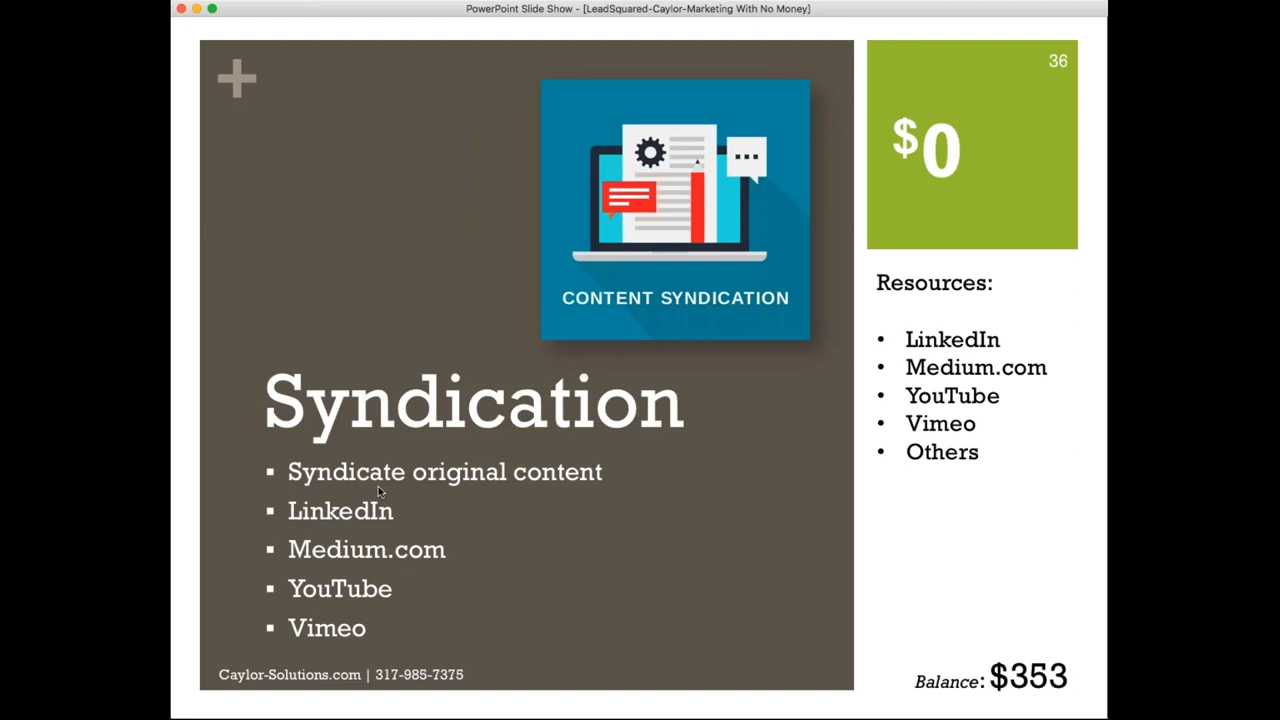 PowerPoint Slide Show - [LeadSquared-Caylor-Marketing With No Money]
36
$0
CONTENT SYNDICATION
Syndication
▪ Syndicate original content
▪ LinkedIn
▪ Medium.com
▪ YouTube
▪ Vimeo
Caylor-Solutions.com | 317-985-7375
Resources:
• LinkedIn
• Medium.com
• YouTube
• Vimeo
• Others
Balance: $353